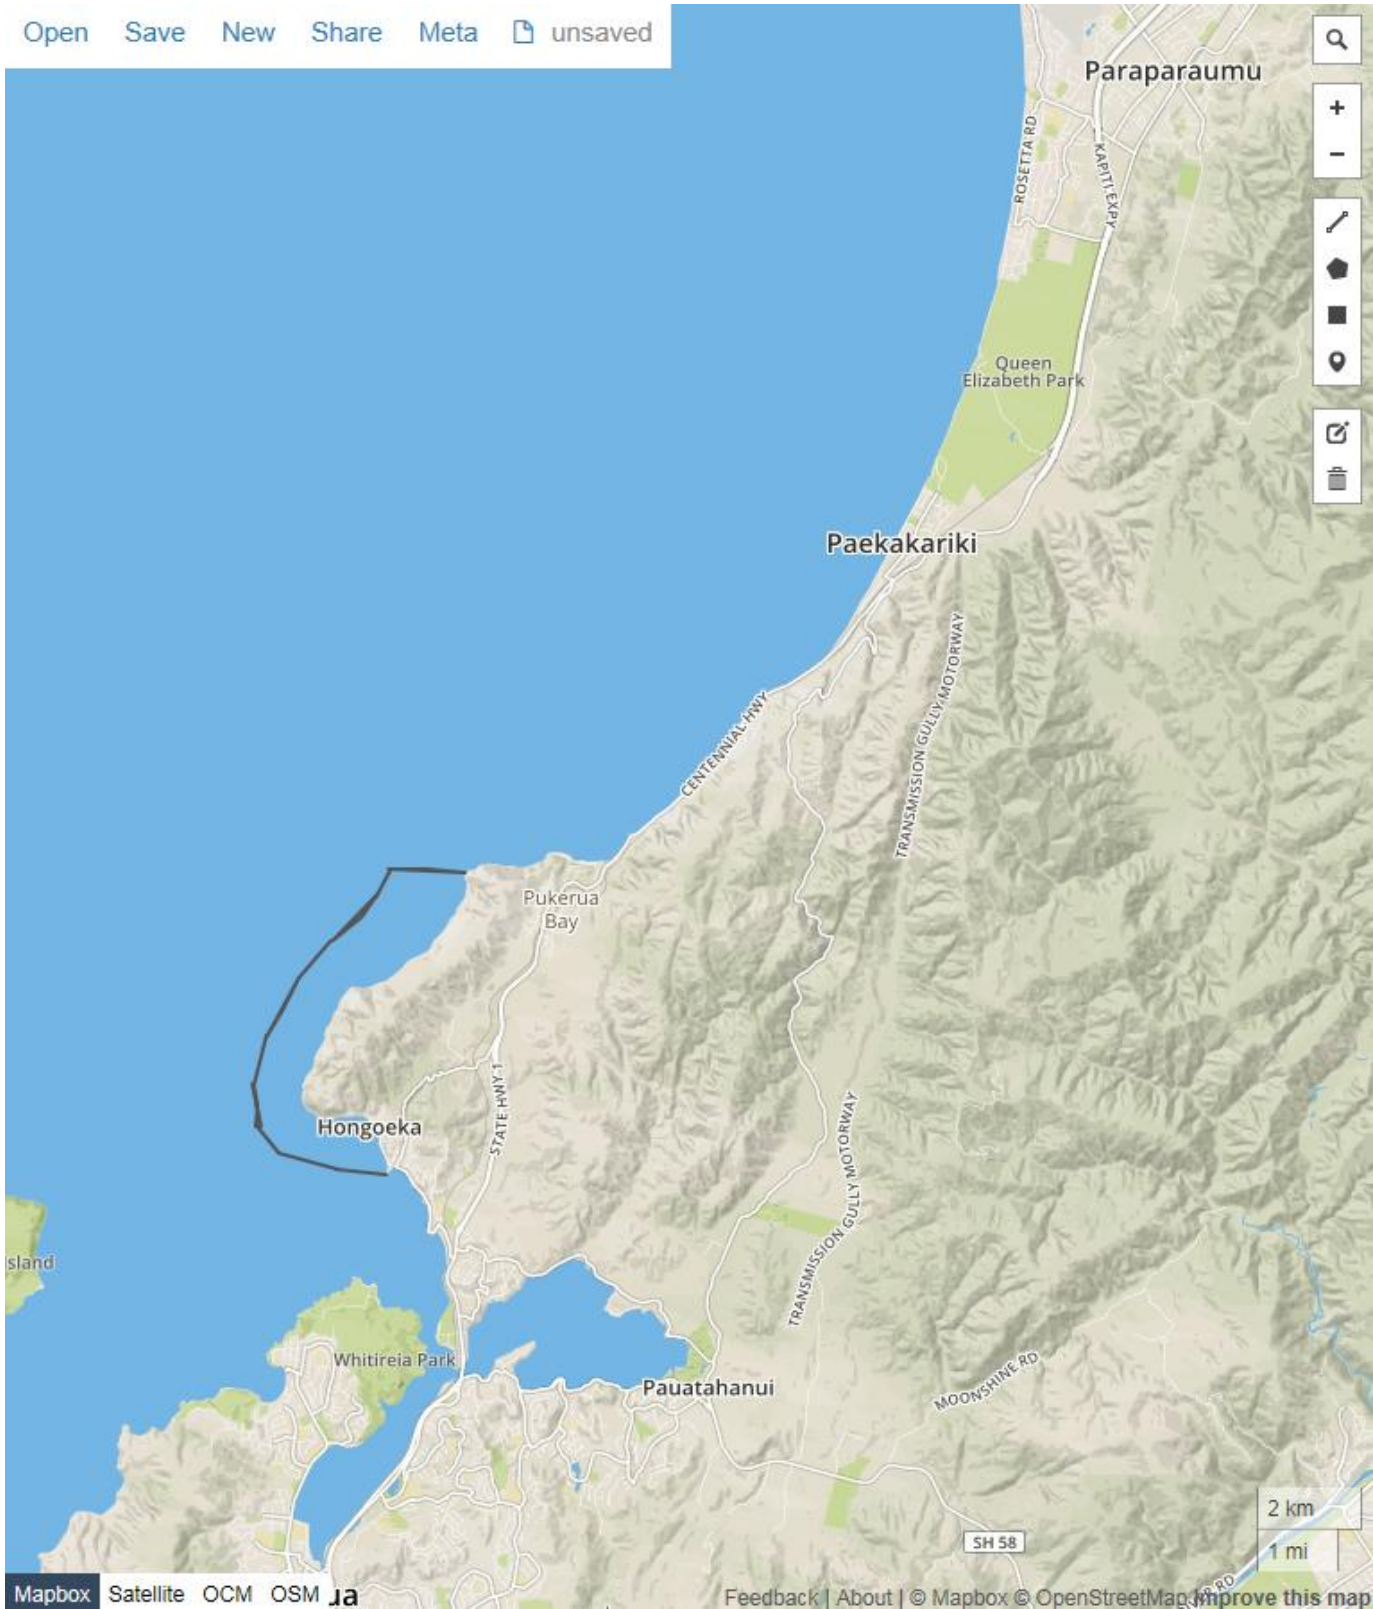 Open Save New Share Meta unsaved
Paraparaumu
ROSETTA RD
KAPITI EXPY
Queen
Elizabeth Park
Paekakariki
TRANSMISSION GULLY MOTORWAY
CENTENNIAL HWY
Pukerua
Bay
STATE HWY 1
Hongoeka
TRANSMISSION GULLY MOTORWAY
sland
Whitireia Park
Pauatahanui
MOONSHINE RD
2 km
SH 58
1 mi
Mapbox Satellite OCM OSM ua
Feedback | About | © Mapbox © OpenStreetMap Improve this map
RD